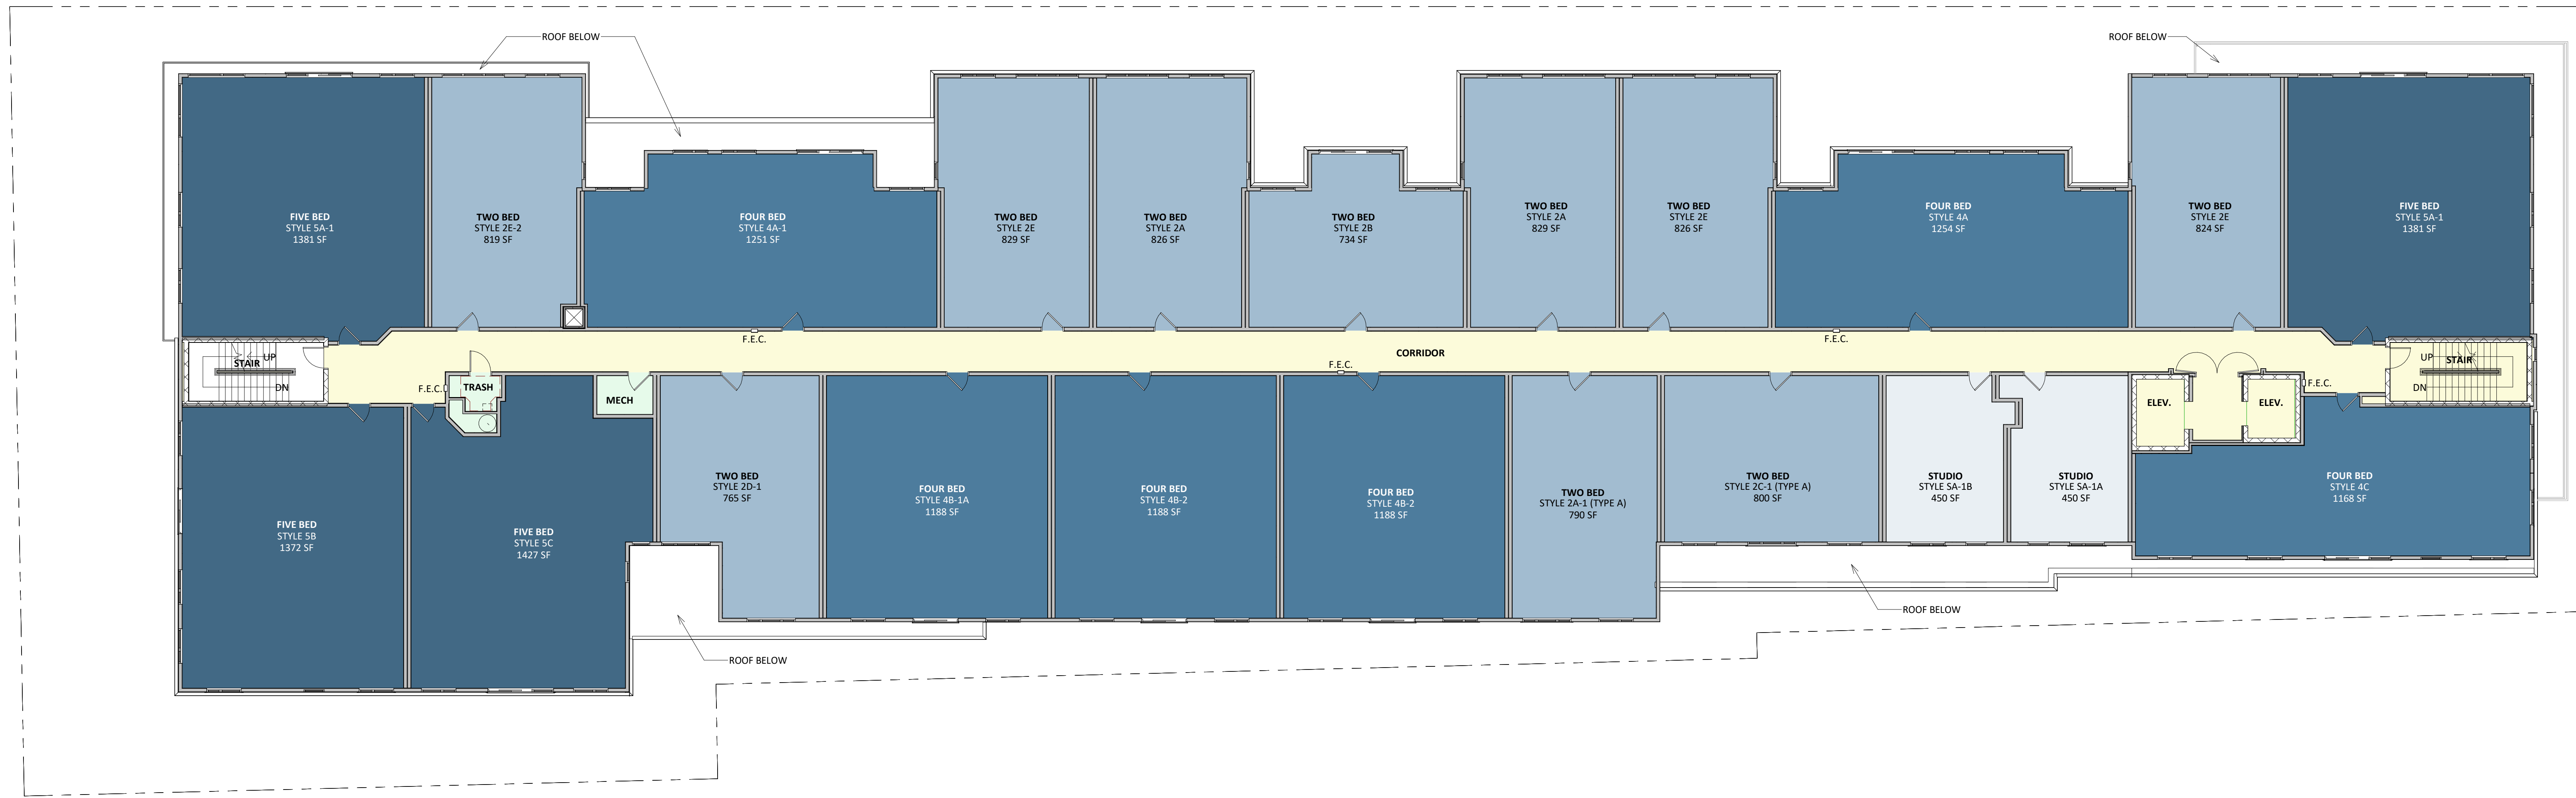 ROOF BELOW
ROOF BELOW
FIVE BED
STYLE 5A-1
1381 SF
TWO BED
STYLE 2E-2
819 SF
FOUR BED
STYLE 4A-1
1251 SF
TWO BED
STYLE 2E
829 SF
TWO BED
STYLE 2A
826 SF
TWO BED
STYLE 2B
734 SF
TWO BED
STYLE 2A
829 SF
TWO BED
STYLE 2E
826 SF
FOUR BED
STYLE 4A
1254 SF
TWO BED
STYLE 2E
824 SF
FIVE BED
STYLE 5A-1
1381 SF
F.E.C.
F.E.C.
CORRIDOR
F.E.C.
UP
STAIR
DN
F.E.C.
TRASH
MECH
ELEV.
ELEV.
F.E.C.
UP
STAIR
DN
FIVE BED
STYLE 5B
1372 SF
FIVE BED
STYLE 5C
1427 SF
TWO BED
STYLE 2D-1
765 SF
FOUR BED
STYLE 4B-1A
1188 SF
FOUR BED
STYLE 4B-2
1188 SF
FOUR BED
STYLE 4B-2
1188 SF
TWO BED
STYLE 2A-1 (TYPE A)
790 SF
TWO BED
STYLE 2C-1 (TYPE A)
800 SF
STUDIO
STYLE SA-1B
450 SF
STUDIO
STYLE SA-1A
450 SF
FOUR BED
STYLE 4C
1168 SF
ROOF BELOW
ROOF BELOW